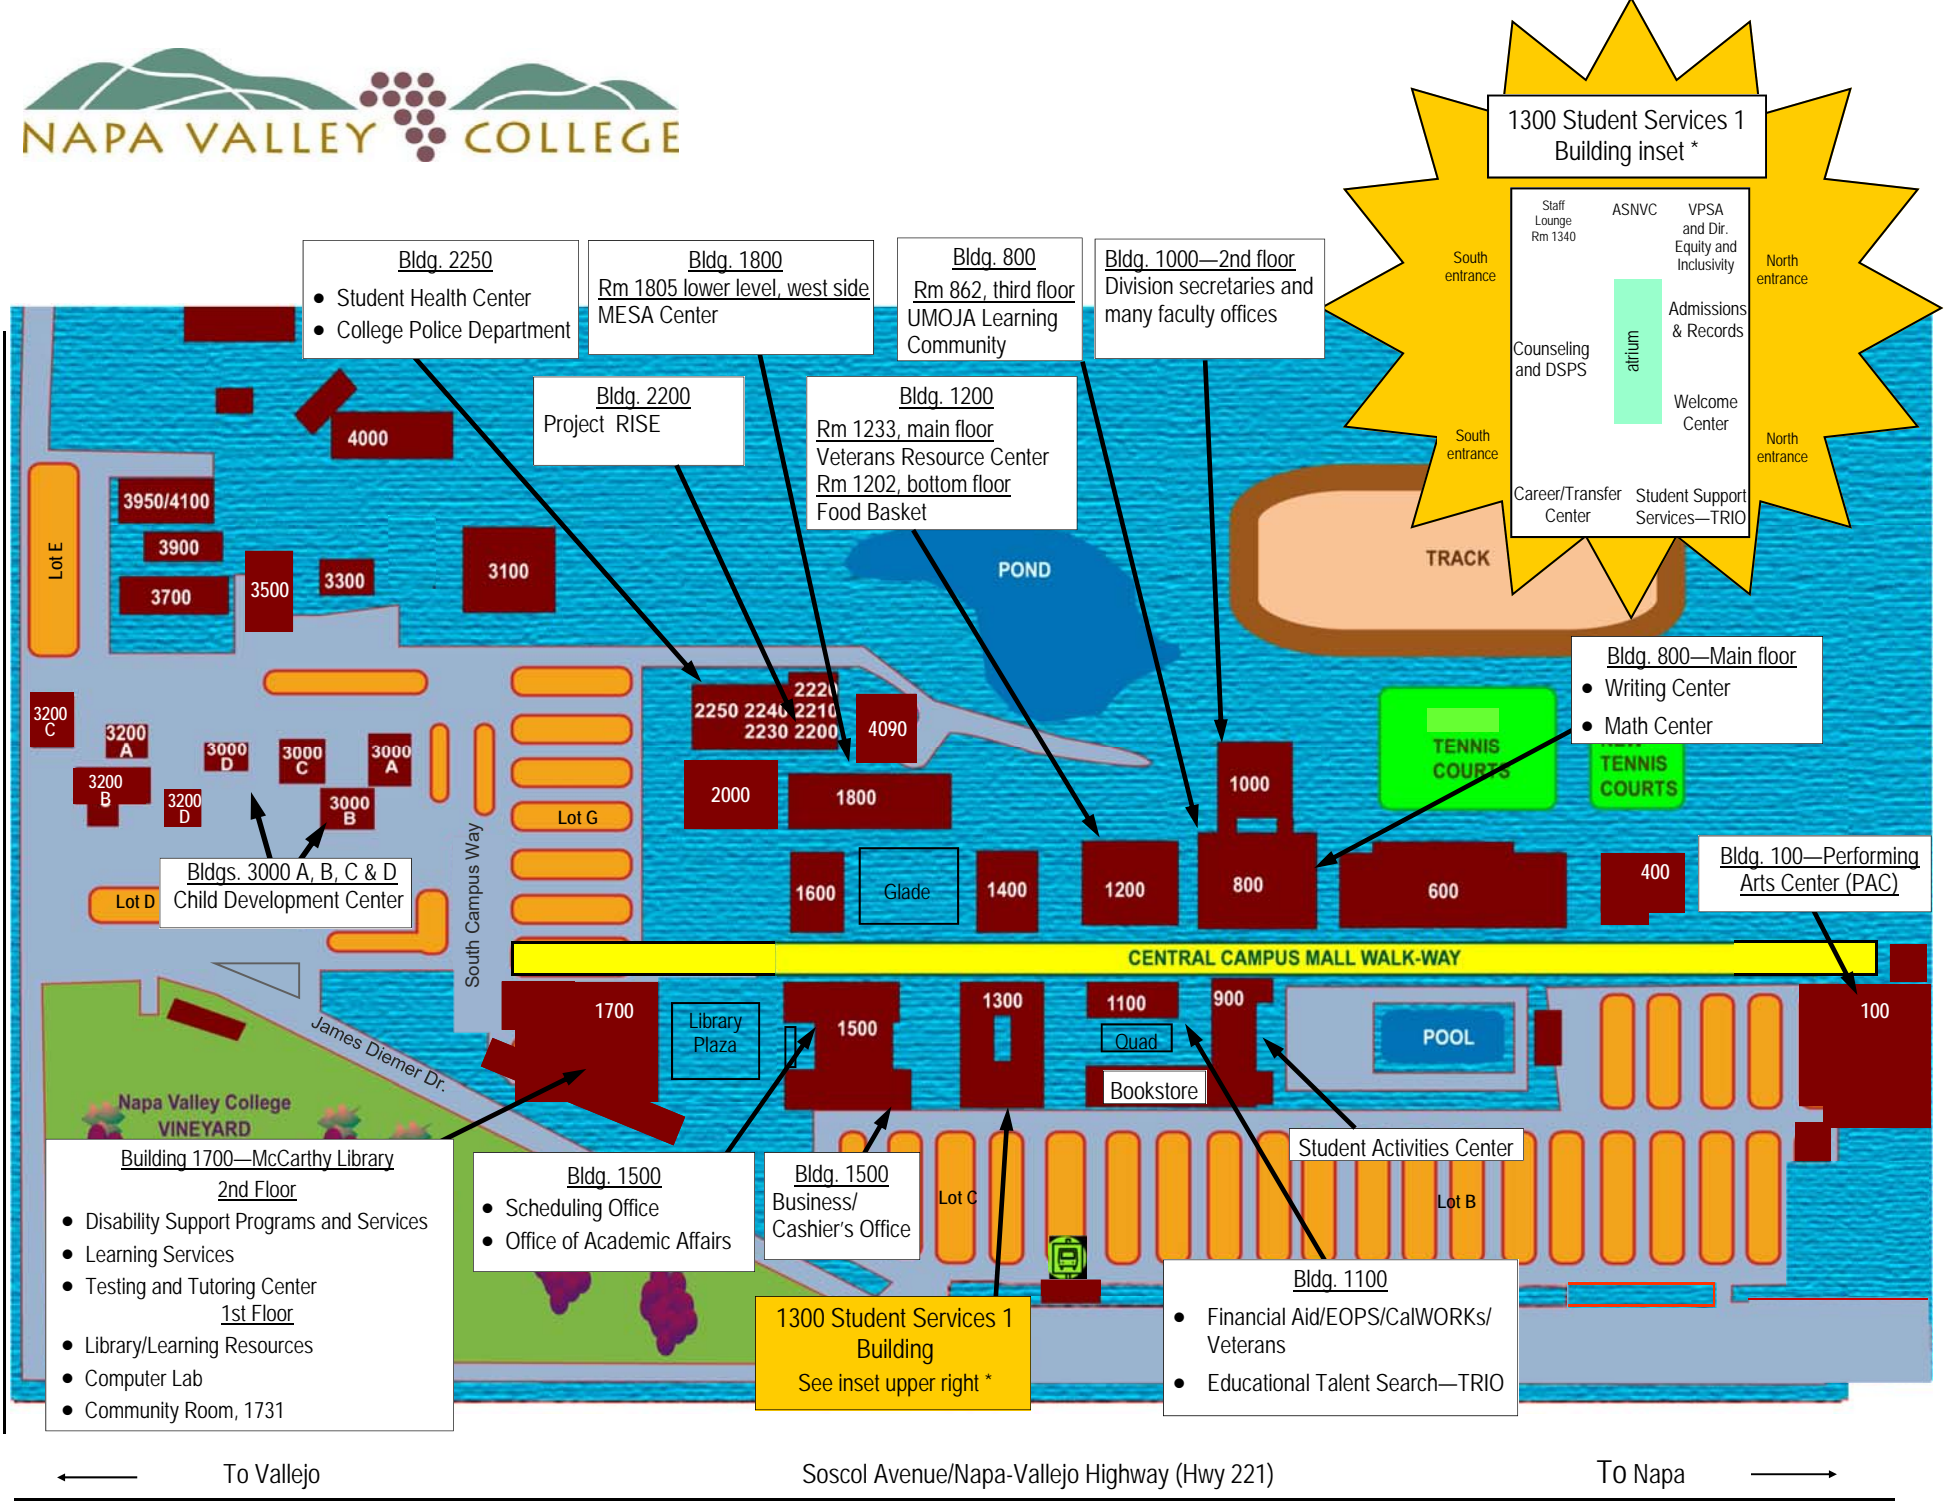 NAPA VALLEY COLLEGE
1300 Student Services 1
Building inset *
Staff
Lounge
Rm 1340
ASNVC
VPSA
and Dir.
Equity and
Inclusivity
South
entrance
North
entrance
Admissions
& Records
Counseling
and DSPS
atrium
Welcome
Center
South
entrance
North
entrance
Career/Transfer
Center
Student Support
Services—TRIO
Bldg. 2250
• Student Health Center
• College Police Department
Bldg. 1800
Rm 1805 lower level, west side
MESA Center
Bldg. 800
Rm 862, third floor
UMOJA Learning
Community
Bldg. 1000—2nd floor
Division secretaries and
many faculty offices
Bldg. 2200
Project RISE
Bldg. 1200
Rm 1233, main floor
Veterans Resource Center
Rm 1202, bottom floor
Food Basket
4000
3950/4100
3900
3700
3500
3300
3100
Lot E
POND
TRACK
Bldg. 800—Main floor
• Writing Center
• Math Center
2220
2250 2240 2210
2230 2200
4090
3200
C
3200
A
3200
B
3200
D
3000
D
3000
C
3000
A
3000
B
2000
1800
1000
TENNIS
COURTS
NEW
TENNIS
COURTS
Lot G
South Campus Way
Bldgs. 3000 A, B, C & D
Child Development Center
Lot D
1600
Glade
1400
1200
800
600
400
Bldg. 100—Performing
Arts Center (PAC)
CENTRAL CAMPUS MALL WALK-WAY
1700
Library
Plaza
1500
1300
1100
Quad
Bookstore
900
POOL
100
James Diemer Dr.
Napa Valley College
VINEYARD
Building 1700—McCarthy Library
2nd Floor
• Disability Support Programs and Services
• Learning Services
• Testing and Tutoring Center
1st Floor
• Library/Learning Resources
• Computer Lab
• Community Room, 1731
Bldg. 1500
• Scheduling Office
• Office of Academic Affairs
Bldg. 1500
Business/
Cashier's Office
Lot C
Student Activities Center
Lot B
1300 Student Services 1
Building
See inset upper right *
Bldg. 1100
• Financial Aid/EOPS/CalWORKs/
Veterans
• Educational Talent Search—TRIO
To Vallejo
Soscol Avenue/Napa-Vallejo Highway (Hwy 221)
To Napa